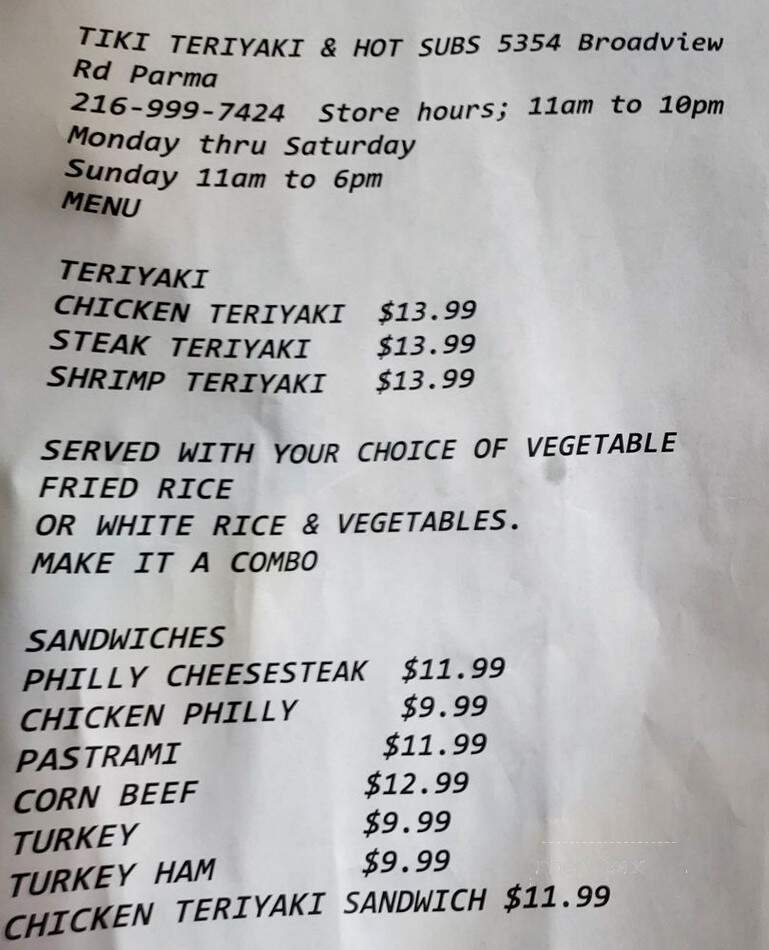 TIKI TERIYAKI & HOT SUBS 5354 Broadview
Rd Parma
216-999-7424 Store hours; 11am to 10pm
Monday thru Saturday
Sunday 11am to 6pm
MENU
TERIYAKI
CHICKEN TERIYAKI $13.99
STEAK TERIYAKI $13.99
SHRIMP TERIYAKI $13.99
SERVED WITH YOUR CHOICE OF VEGETABLE
FRIED RICE
OR WHITE RICE & VEGETABLES.
MAKE IT A COMBO
SANDWICHES
PHILLY CHEESESTEAK $11.99
CHICKEN PHILLY $9.99
PASTRAMI $11.99
CORN BEEF $12.99
TURKEY $9.99
TURKEY HAM $9.99
CHICKEN TERIYAKI SANDWICH $11.99